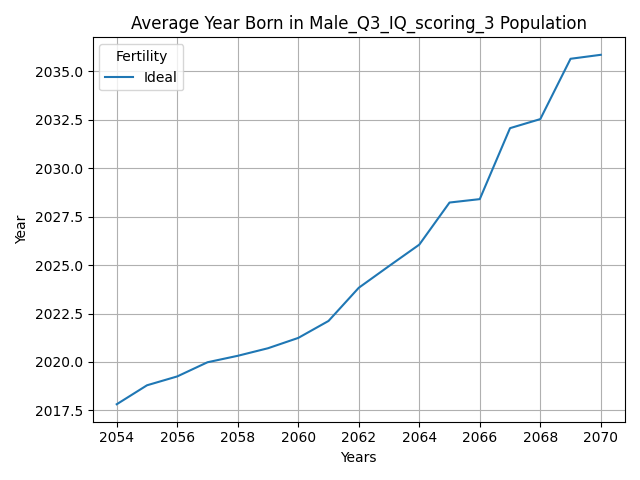 Average Year Born in Male_Q3_IQ_scoring_3 Population
Fertility
Ideal
2035.0
2032.5
2030.0
2027.5
2025.0
2022.5
2020.0
2017.5
Year
2054 2056 2058 2060 2062 2064 2066 2068 2070
Years